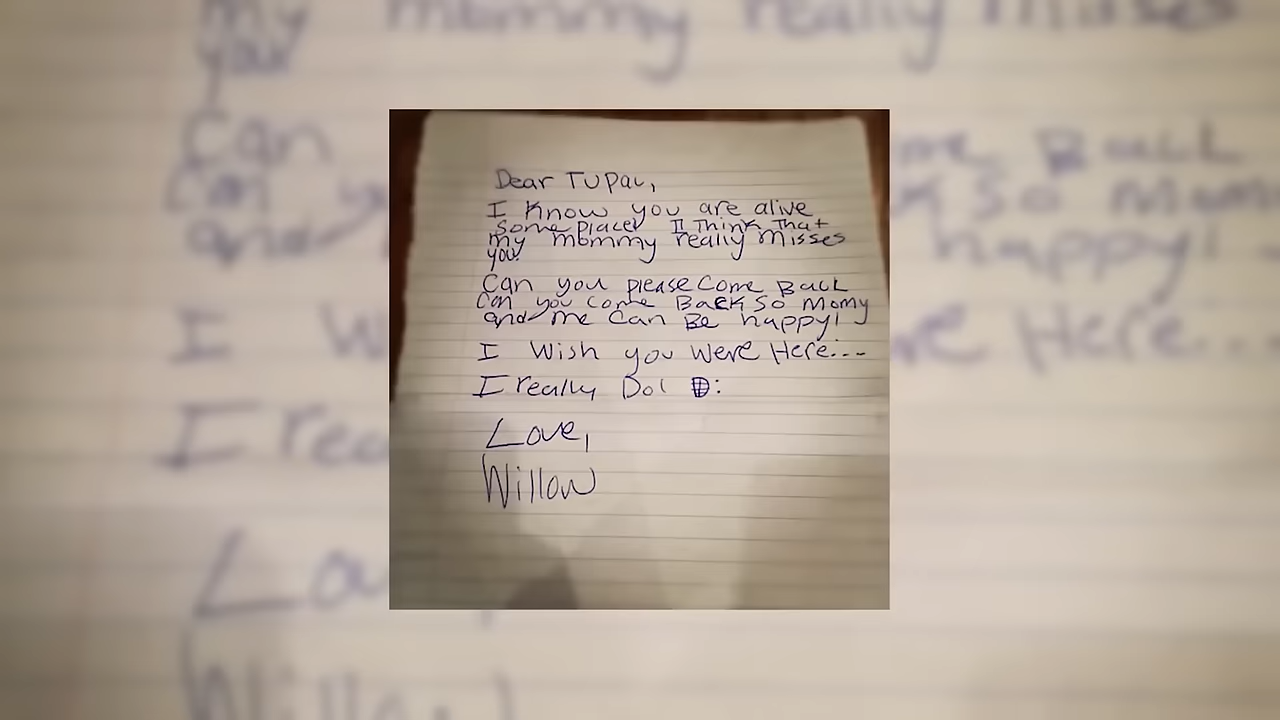 Dear Tupac,
I Know you are alive
some place! I Think That
my mommy really misses
you
Can you please Come Back
Can you come Back So Momy
and me Can Be happy!
I Wish you Were Here...
I really Do! :
Love,
Willow